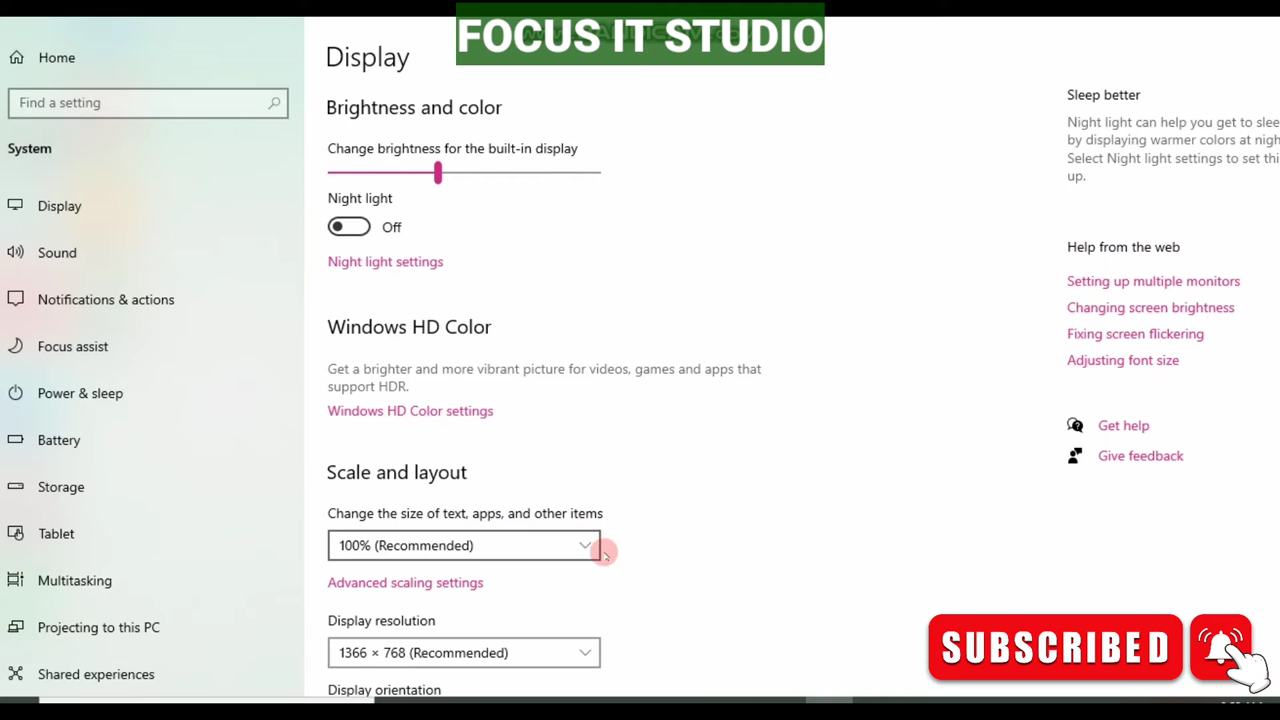 FOCUS IT STUDIO
Home
Find a setting
System
Display
Sound
Notifications & actions
Focus assist
Power & sleep
Battery
Storage
Tablet
Multitasking
Projecting to this PC
Shared experiences
Display
Brightness and color
Change brightness for the built-in display
Night light
Off
Night light settings
Windows HD Color
Get a brighter and more vibrant picture for videos, games and apps that
support HDR.
Windows HD Color settings
Scale and layout
Change the size of text, apps, and other items
100% (Recommended)
Advanced scaling settings
Display resolution
1366 × 768 (Recommended)
Display orientation
Sleep better
Night light can help you get to slee
by displaying warmer colors at nigh
Select Night light settings to set thi
up.
Help from the web
Setting up multiple monitors
Changing screen brightness
Fixing screen flickering
Adjusting font size
Get help
Give feedback
SUBSCRIBED